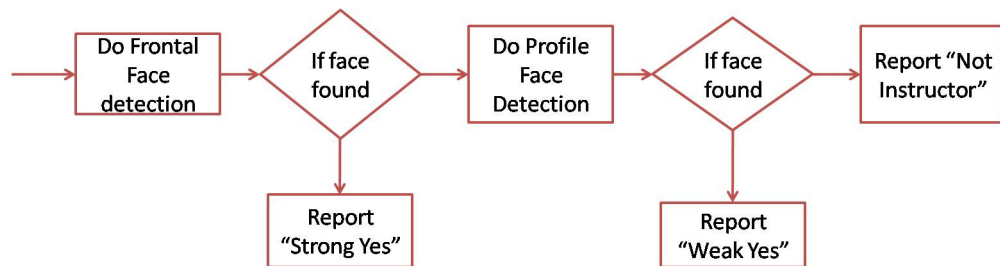 Do Frontal
Face
detection
If face
found
Report
“Strong Yes”
Do Profile
Face
Detection
If face
found
Report
“Weak Yes”
Report “Not
Instructor”